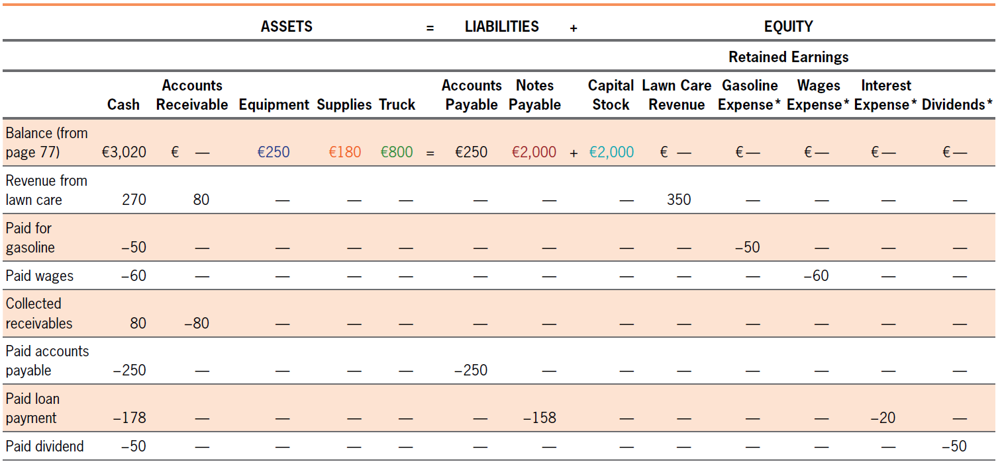 ASSETS = LIABILITIES + EQUITY
Retained Earnings
Accounts Accounts Notes Capital Lawn Care Gasoline Wages Interest
Cash Receivable Equipment Supplies Truck Payable Payable Stock Revenue Expense* Expense* Expense* Dividends*
Balance (from
page 77) €3,020 € — €250 €180 €800 = €250 €2,000 + €2,000 € — €— €— €— €—
Revenue from
lawn care 270 80 — — — — — — 350 — — — —
Paid for
gasoline –50 — — — — — — — — –50 — — —
Paid wages –60 — — — — — — — — — –60 — —
Collected
receivables 80 –80 — — — — — — — — — — —
Paid accounts
payable –250 — — — — –250 — — — — — — —
Paid loan
payment –178 — — — — — –158 — — — — –20 —
Paid dividend –50 — — — — — — — — — — — –50